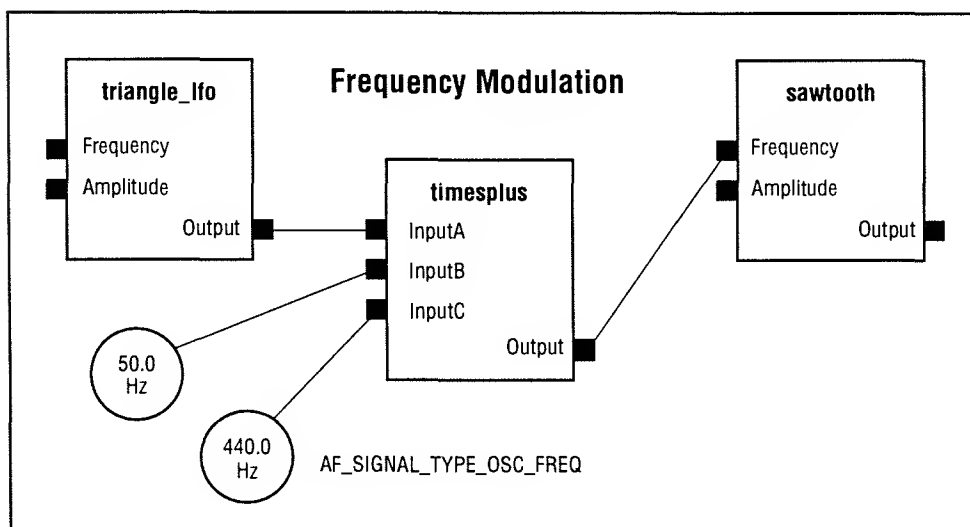 Frequency Modulation
triangle_lfo
Frequency
Amplitude
Output
timesplus
InputA
InputB
InputC
Output
sawtooth
Frequency
Amplitude
Output
50.0
Hz
440.0
Hz
AF_SIGNAL_TYPE_OSC_FREQ